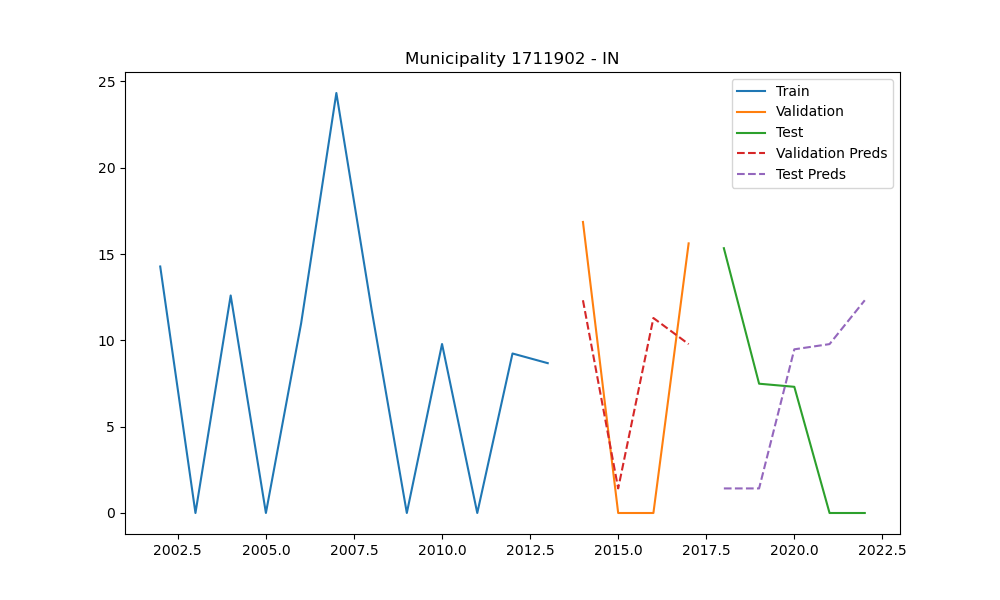 Municipality 1711902 - IN
25
20
15
10
5
0
Train
Validation
Test
Validation Preds
Test Preds
2002.5 2005.0 2007.5 2010.0 2012.5 2015.0 2017.5 2020.0 2022.5